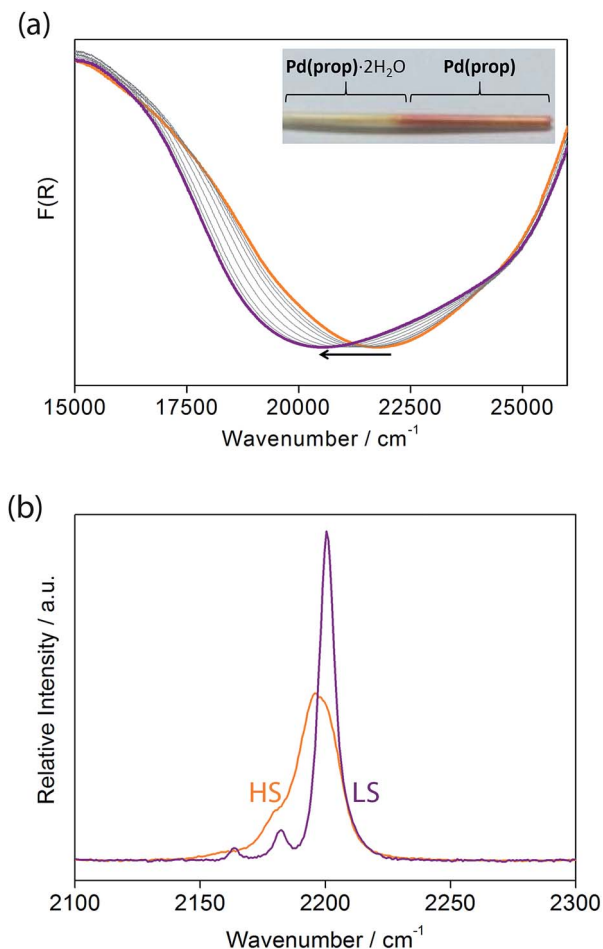 (a)
Pd(prop)·2H₂O Pd(prop)
F(R)
15000 17500 20000 22500 25000
Wavenumber / cm⁻¹
(b)
Relative Intensity / a.u.
HS LS
2100 2150 2200 2250 2300
Wavenumber / cm⁻¹